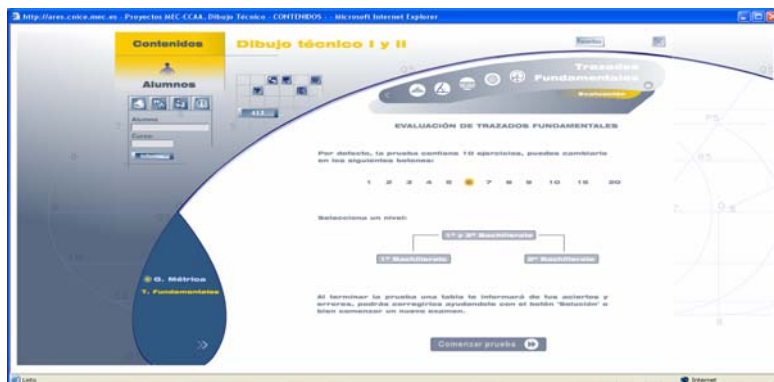 http://ares.cnice.mec.es - Proyectos MEC-CCAA. Dibujo Técnico - CONTENIDOS - - Microsoft Internet Explorer
Contenidos
Dibujo técnico I y II
Alumnos
Alumno
Curso
Trazados
Fundamentales
Evaluación
EVALUACIÓN DE TRAZADOS FUNDAMENTALES
Por defecto, la prueba contiene 10 ejercicios, puedes cambiarlo
en los siguientes botones:
1 2 3 4 5 6 7 8 9 10 15 20
Selecciona un nivel:
1º y 2º Bachillerato
1º Bachillerato 2º Bachillerato
G. Métrica
T. Fundamentales
Al terminar la prueba una tabla te informará de tus aciertos y
errores, podrás corregirlos ayudandote con el botón 'Solución' o
bien comenzar un nuevo examen.
Comenzar prueba
Listo
Internet